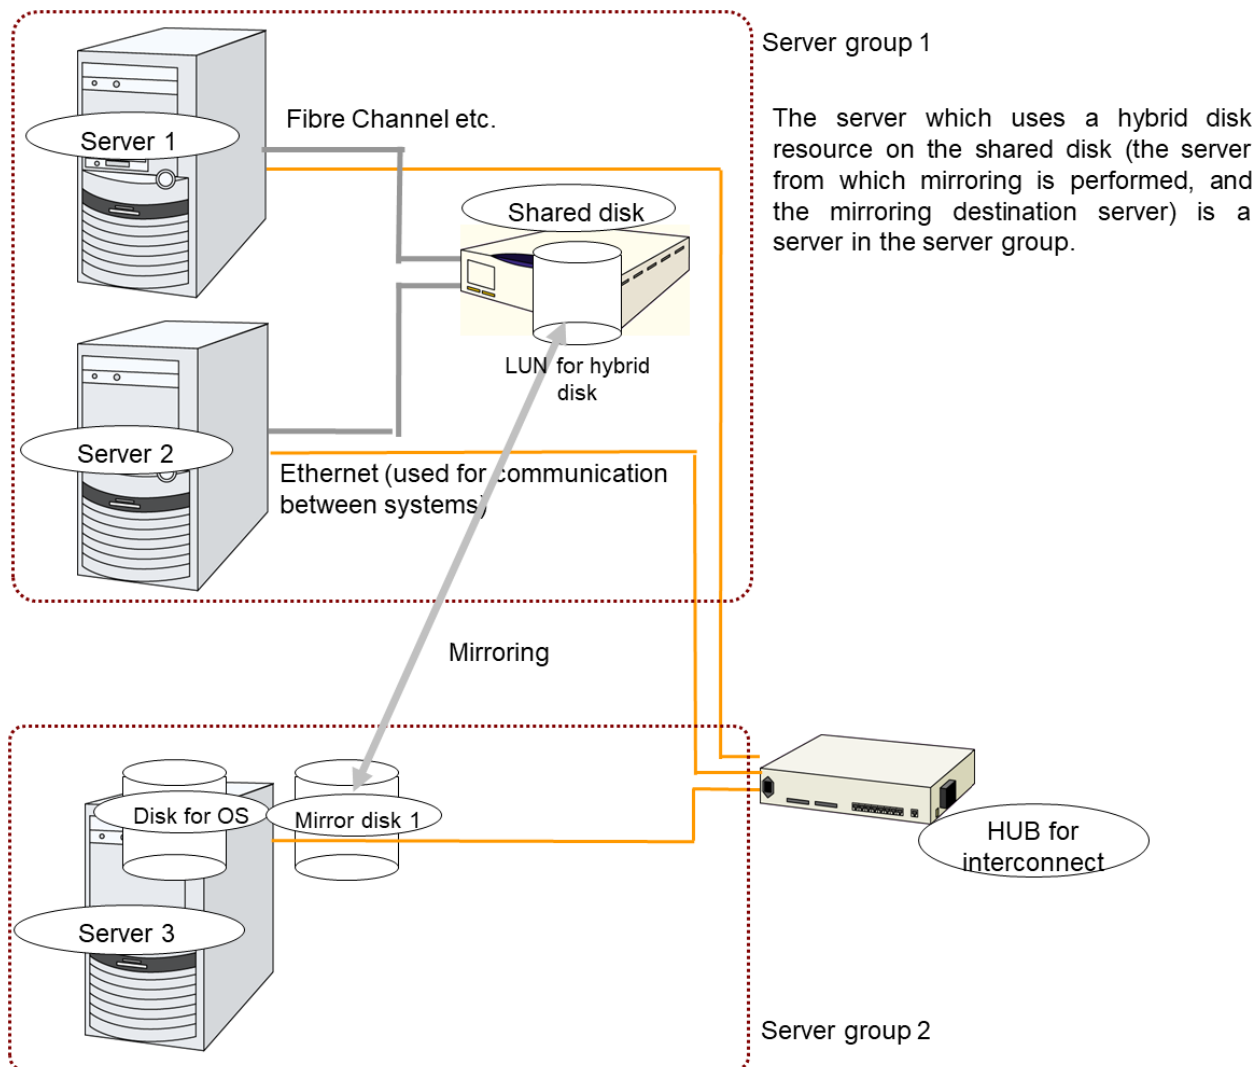 Server group 1
Server 1
Fibre Channel etc.
The server which uses a hybrid disk
resource on the shared disk (the server
from which mirroring is performed, and
the mirroring destination server) is a
server in the server group.
Shared disk
LUN for hybrid
disk
Server 2
Ethernet (used for communication
between systems)
Mirroring
Disk for OS
Mirror disk 1
HUB for
interconnect
Server 3
Server group 2